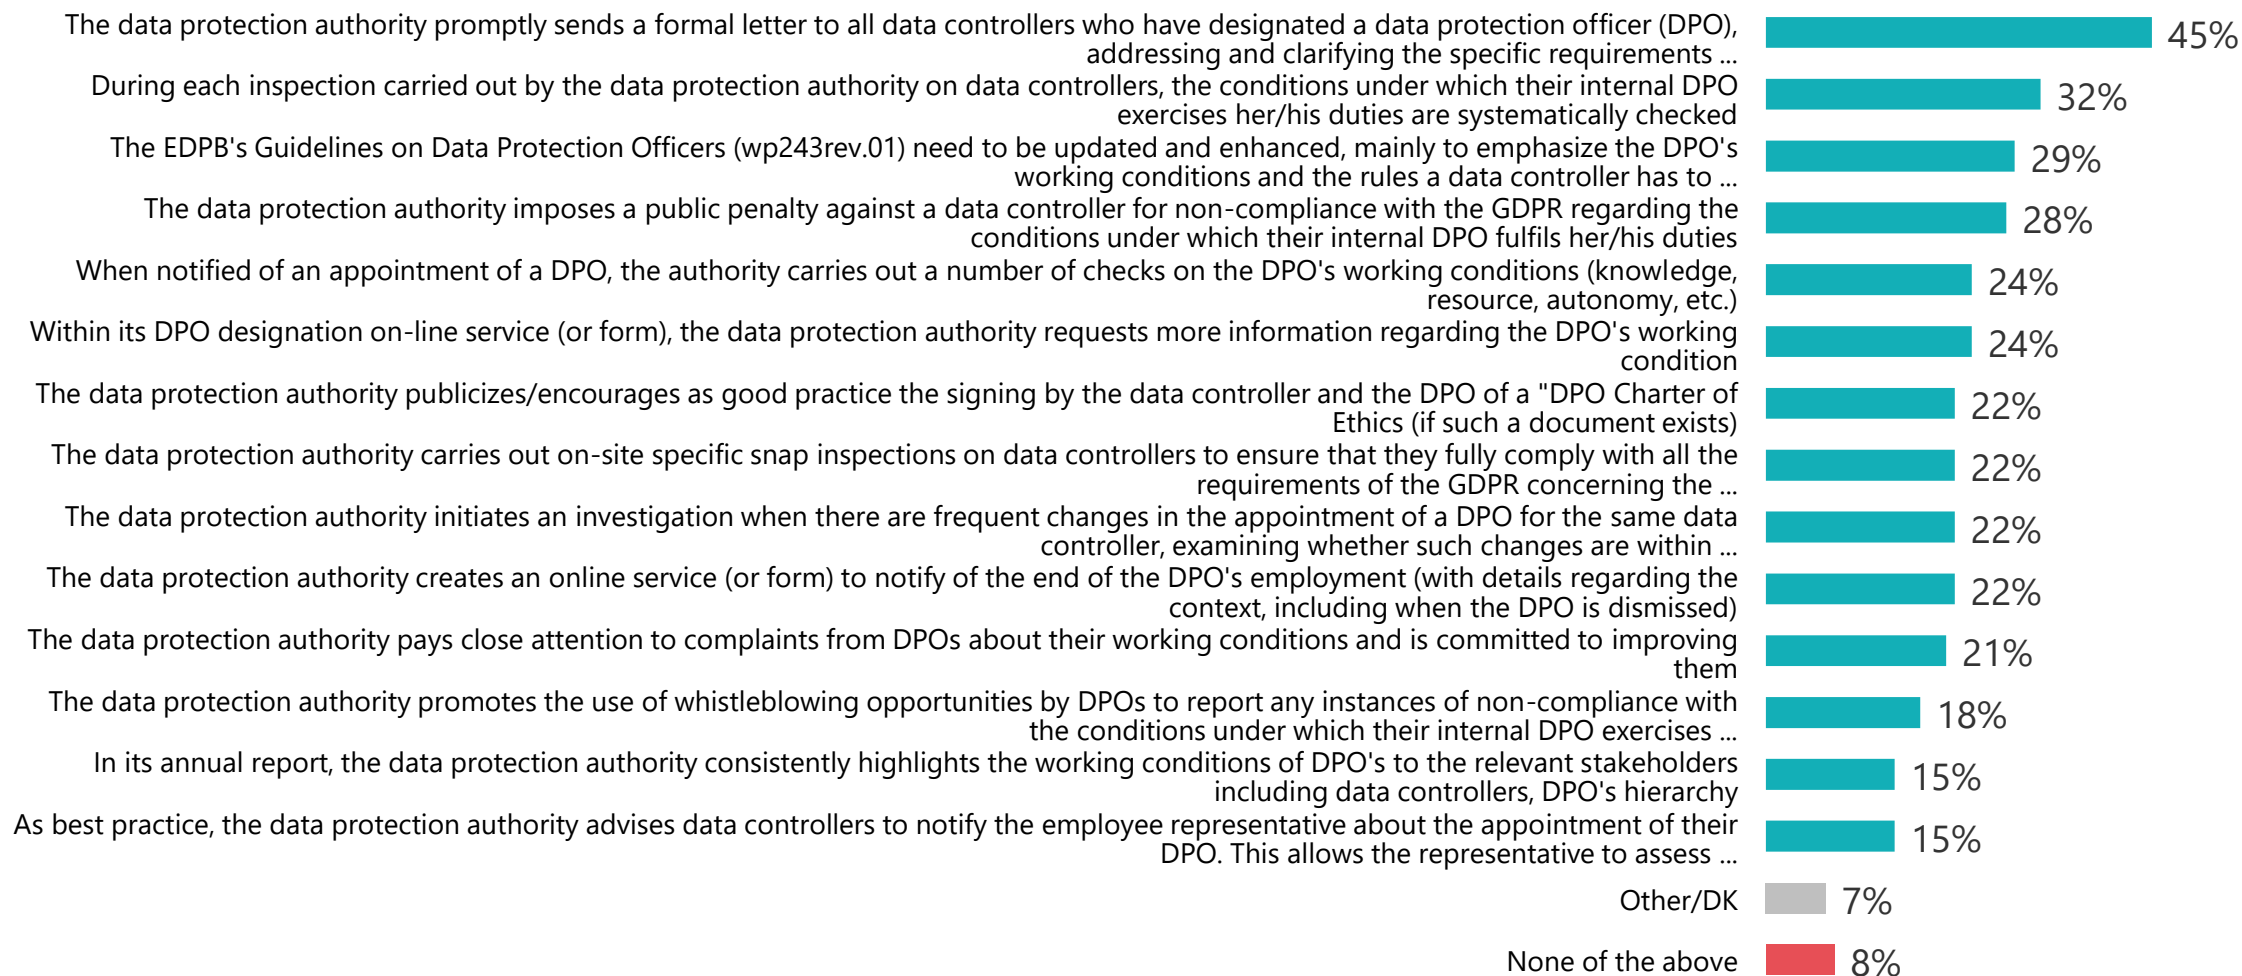 The data protection authority promptly sends a formal letter to all data controllers who have designated a data protection officer (DPO),
addressing and clarifying the specific requirements ...
45%
During each inspection carried out by the data protection authority on data controllers, the conditions under which their internal DPO
exercises her/his duties are systematically checked
32%
The EDPB's Guidelines on Data Protection Officers (wp243rev.01) need to be updated and enhanced, mainly to emphasize the DPO's
working conditions and the rules a data controller has to ...
29%
The data protection authority imposes a public penalty against a data controller for non-compliance with the GDPR regarding the
conditions under which their internal DPO fulfils her/his duties
28%
When notified of an appointment of a DPO, the authority carries out a number of checks on the DPO's working conditions (knowledge,
resource, autonomy, etc.)
24%
Within its DPO designation on-line service (or form), the data protection authority requests more information regarding the DPO's working
condition
24%
The data protection authority publicizes/encourages as good practice the signing by the data controller and the DPO of a "DPO Charter of
Ethics (if such a document exists)
22%
The data protection authority carries out on-site specific snap inspections on data controllers to ensure that they fully comply with all the
requirements of the GDPR concerning the ...
22%
The data protection authority initiates an investigation when there are frequent changes in the appointment of a DPO for the same data
controller, examining whether such changes are within ...
22%
The data protection authority creates an online service (or form) to notify of the end of the DPO's employment (with details regarding the
context, including when the DPO is dismissed)
22%
The data protection authority pays close attention to complaints from DPOs about their working conditions and is committed to improving
them
21%
The data protection authority promotes the use of whistleblowing opportunities by DPOs to report any instances of non-compliance with
the conditions under which their internal DPO exercises ...
18%
In its annual report, the data protection authority consistently highlights the working conditions of DPO's to the relevant stakeholders
including data controllers, DPO's hierarchy
15%
As best practice, the data protection authority advises data controllers to notify the employee representative about the appointment of their
DPO. This allows the representative to assess ...
15%
Other/DK
7%
None of the above
8%